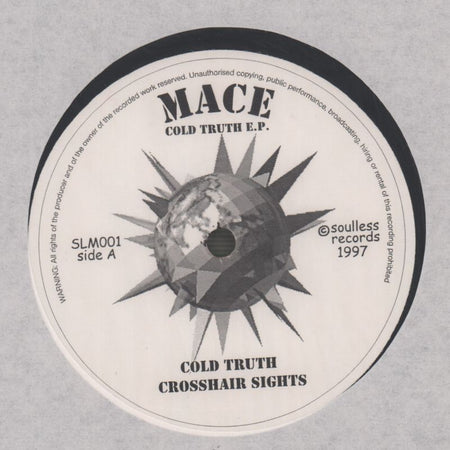 WARNING: All rights of the producer and of the owner of the recorded work reserved. Unauthorised copying, public performance, broadcasting, hiring or rental of this recording prohibited
MACE
COLD TRUTH E.P.
SLM001
side A
©soulless
records
1997
COLD TRUTH
CROSSHAIR SIGHTS